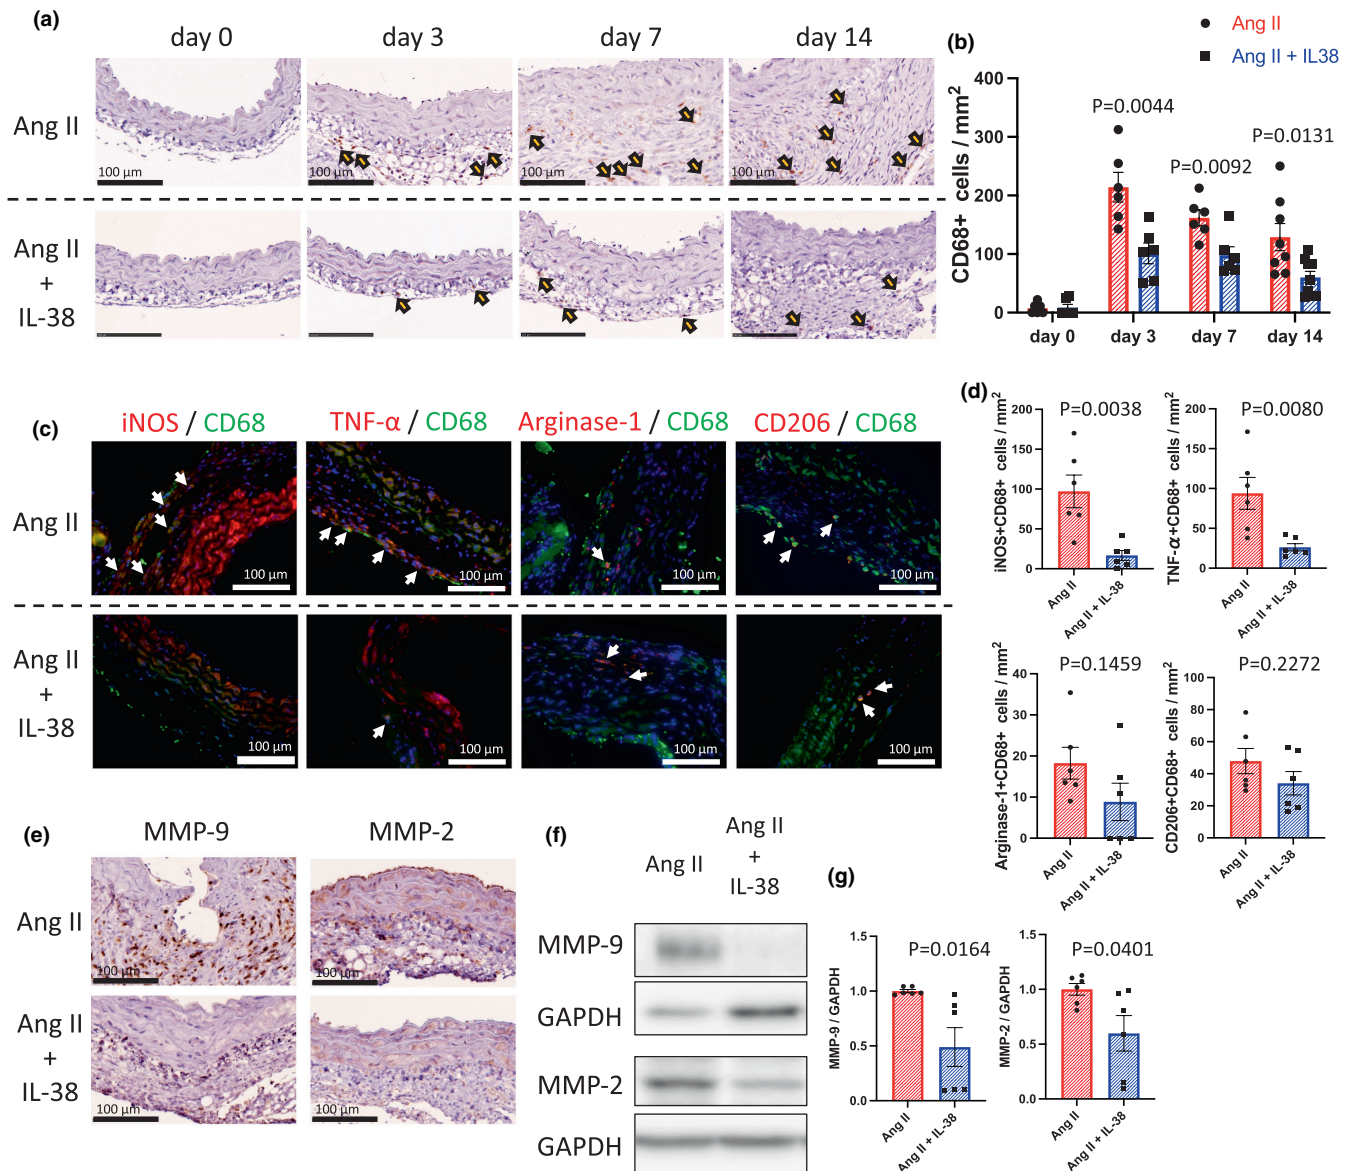 (a)
day 0
day 3
day 7
day 14
Ang II
100 µm
100 µm
100 µm
100 µm
Ang II
+
IL-38
(b)
Ang II
Ang II + IL38
CD68+ cells / mm²
400
300
200
100
0
P=0.0044
P=0.0092
P=0.0131
day 0
day 3
day 7
day 14
(c)
iNOS / CD68
TNF-α / CD68
Arginase-1 / CD68
CD206 / CD68
Ang II
100 µm
100 µm
100 µm
100 µm
Ang II
+
IL-38
100 µm
100 µm
100 µm
100 µm
(d)
iNOS+CD68+ cells / mm²
200
150
100
50
0
P=0.0038
Ang II
Ang II + IL-38
TNF-α+CD68+ cells / mm²
200
150
100
50
0
P=0.0080
Ang II
Ang II + IL-38
Arginase-1+CD68+ cells / mm²
40
30
20
10
0
P=0.1459
Ang II
Ang II + IL-38
CD206+CD68+ cells / mm²
100
80
60
40
20
0
P=0.2272
Ang II
Ang II + IL-38
(e)
MMP-9
MMP-2
Ang II
100 µm
100 µm
Ang II
+
IL-38
100 µm
100 µm
(f)
Ang II
Ang II
+
IL-38
MMP-9
GAPDH
MMP-2
GAPDH
(g)
MMP-9 / GAPDH
1.5
1.0
0.5
0.0
P=0.0164
Ang II
Ang II + IL-38
MMP-2 / GAPDH
1.5
1.0
0.5
0.0
P=0.0401
Ang II
Ang II + IL-38